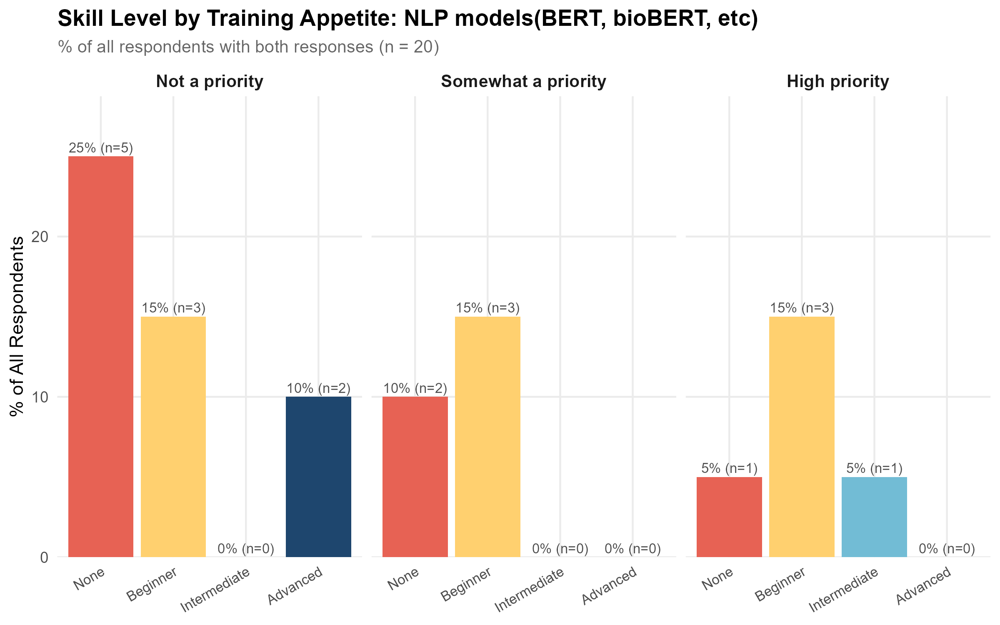 Skill Level by Training Appetite: NLP models(BERT, bioBERT, etc)
% of all respondents with both responses (n = 20)
Not a priority
Somewhat a priority
High priority
% of All Respondents
20
10
0
25% (n=5)
15% (n=3)
0% (n=0)
10% (n=2)
10% (n=2)
15% (n=3)
0% (n=0)
0% (n=0)
5% (n=1)
15% (n=3)
5% (n=1)
0% (n=0)
None
Beginner
Intermediate
Advanced
None
Beginner
Intermediate
Advanced
None
Beginner
Intermediate
Advanced